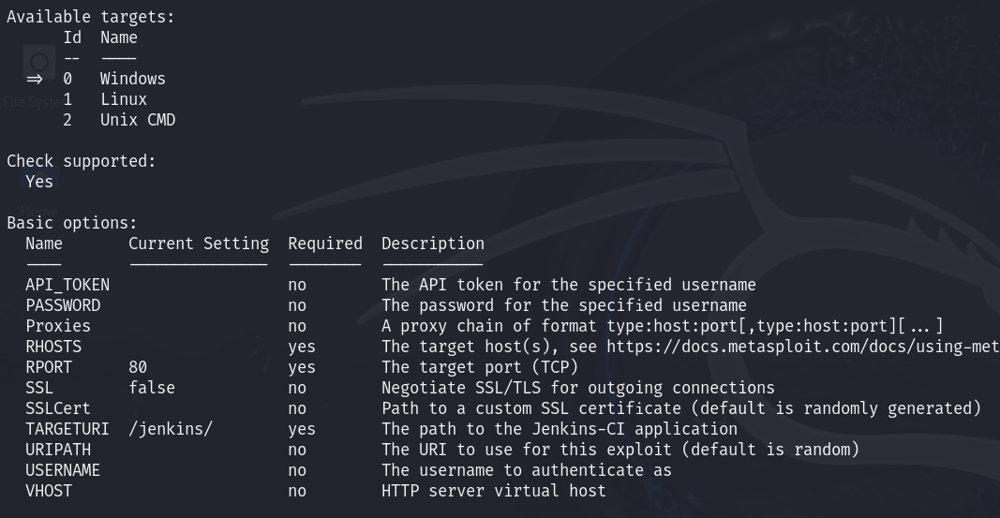 Available targets:
      Id  Name
      --  ----
  =>  0   Windows
      1   Linux
      2   Unix CMD

Check supported:
  Yes

Basic options:
  Name       Current Setting  Required  Description
  ----       ---------------  --------  -----------
  API_TOKEN                   no        The API token for the specified username
  PASSWORD                    no        The password for the specified username
  Proxies                     no        A proxy chain of format type:host:port[,type:host:port][...]
  RHOSTS                      yes       The target host(s), see https://docs.metasploit.com/docs/using-met
  RPORT      80               yes       The target port (TCP)
  SSL        false            no        Negotiate SSL/TLS for outgoing connections
  SSLCert                     no        Path to a custom SSL certificate (default is randomly generated)
  TARGETURI  /jenkins/        yes       The path to the Jenkins-CI application
  URIPATH                     no        The URI to use for this exploit (default is random)
  USERNAME                    no        The username to authenticate as
  VHOST                       no        HTTP server virtual host
File Syste
Home